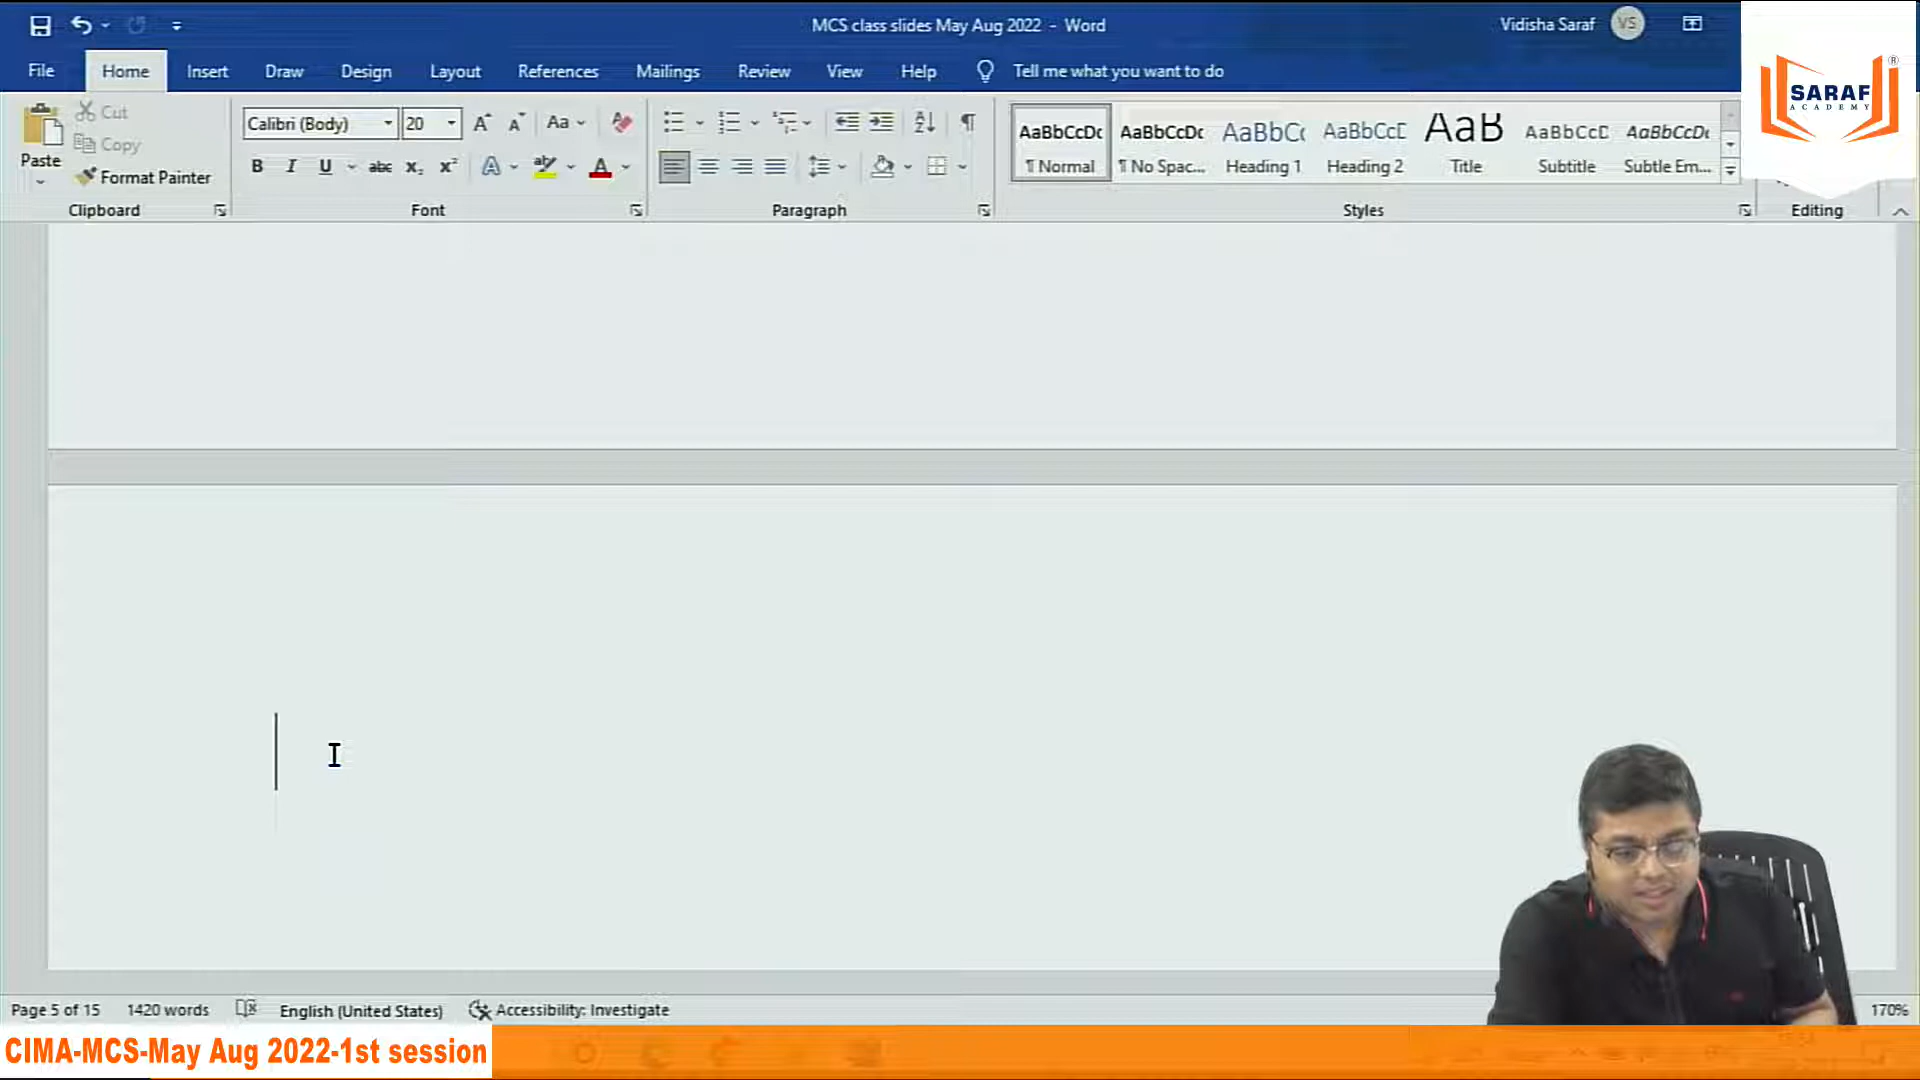 MCS class slides May Aug 2022 - Word
Vidisha Saraf VS
File Home Insert Draw Design Layout References Mailings Review View Help Tell me what you want to do
SARAF
ACADEMY
®
Paste
Cut
Copy
Format Painter
Clipboard
Calibri (Body) 20 A A Aa
B I U abc X₂ X² A aby A
Font
Paragraph
AaBbCcDc AaBbCcDc AaBbCc AaBbCcD AaB AaBbCcD AaBbCcDc
¶ Normal ¶ No Spac... Heading 1 Heading 2 Title Subtitle Subtle Em...
Styles
Editing
Page 5 of 15 1420 words English (United States) Accessibility: Investigate 170%
CIMA-MCS-May Aug 2022-1st session